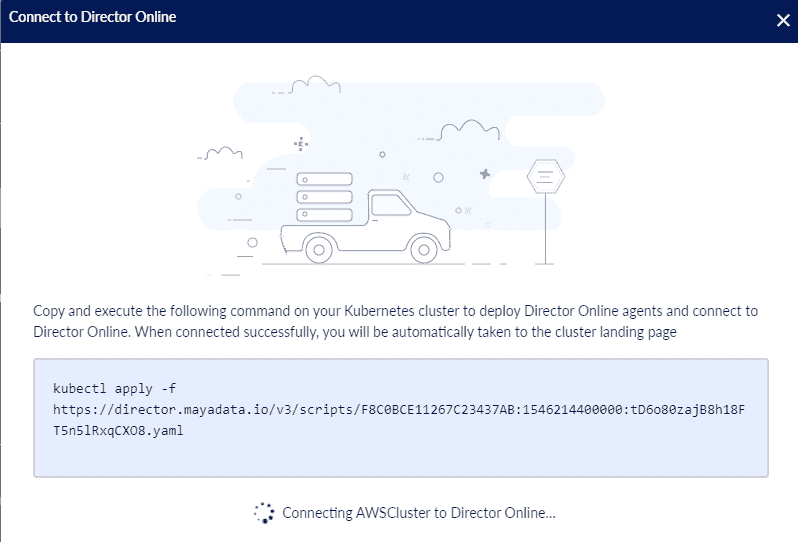 Connect to Director Online
Copy and execute the following command on your Kubernetes cluster to deploy Director Online agents and connect to
Director Online. When connected successfully, you will be automatically taken to the cluster landing page
kubectl apply -f
https://director.mayadata.io/v3/scripts/F8C0BCE11267C23437AB:1546214400000:tD6o80zajB8h18F
T5n5lRxqCXO8.yaml
Connecting AWSCluster to Director Online...